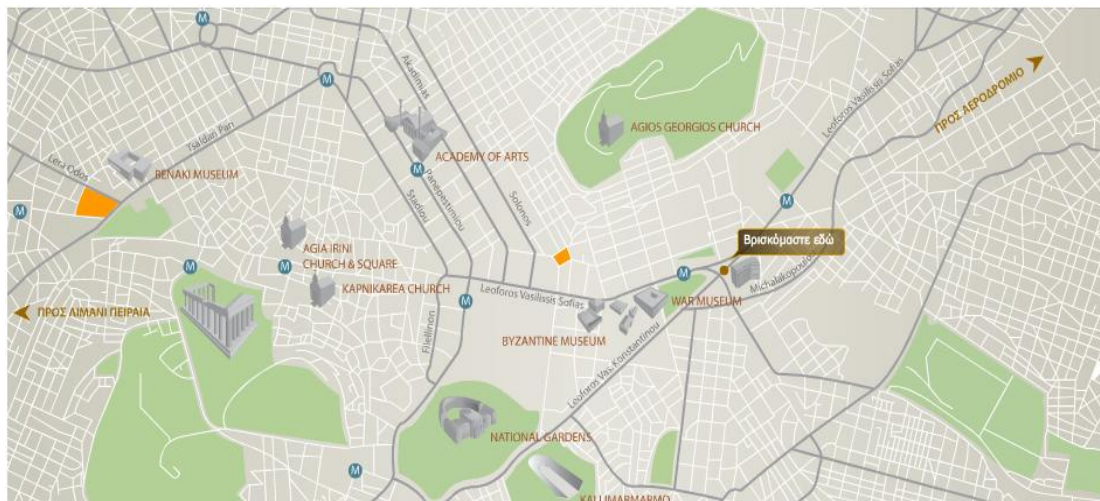 M
M
Akadimias
Leoforos Vasilissis Sofias
ΠΡΟΣ ΑΕΡΟΔΡΟΜΙΟ
Tsaldari Pan
AGIOS GEORGIOS CHURCH
ACADEMY OF ARTS
M
Lera Odos
BENAKI MUSEUM
Panepistimiou
Stadiou
Solonos
M
M
M
AGIA IRINI
CHURCH & SQUARE
Βρισκόμαστε εδώ
M
M
M
KAPNIKAREA CHURCH
Leoforos Vasilissis Sofias
M
WAR MUSEUM
Michalakopoulou
ΠΡΟΣ ΛΙΜΑΝΙ ΠΕΙΡΑΙΑ
Filellinon
BYZANTINE MUSEUM
Leoforos Vas. Konstantinou
NATIONAL GARDENS
M
KALLIMARMARO